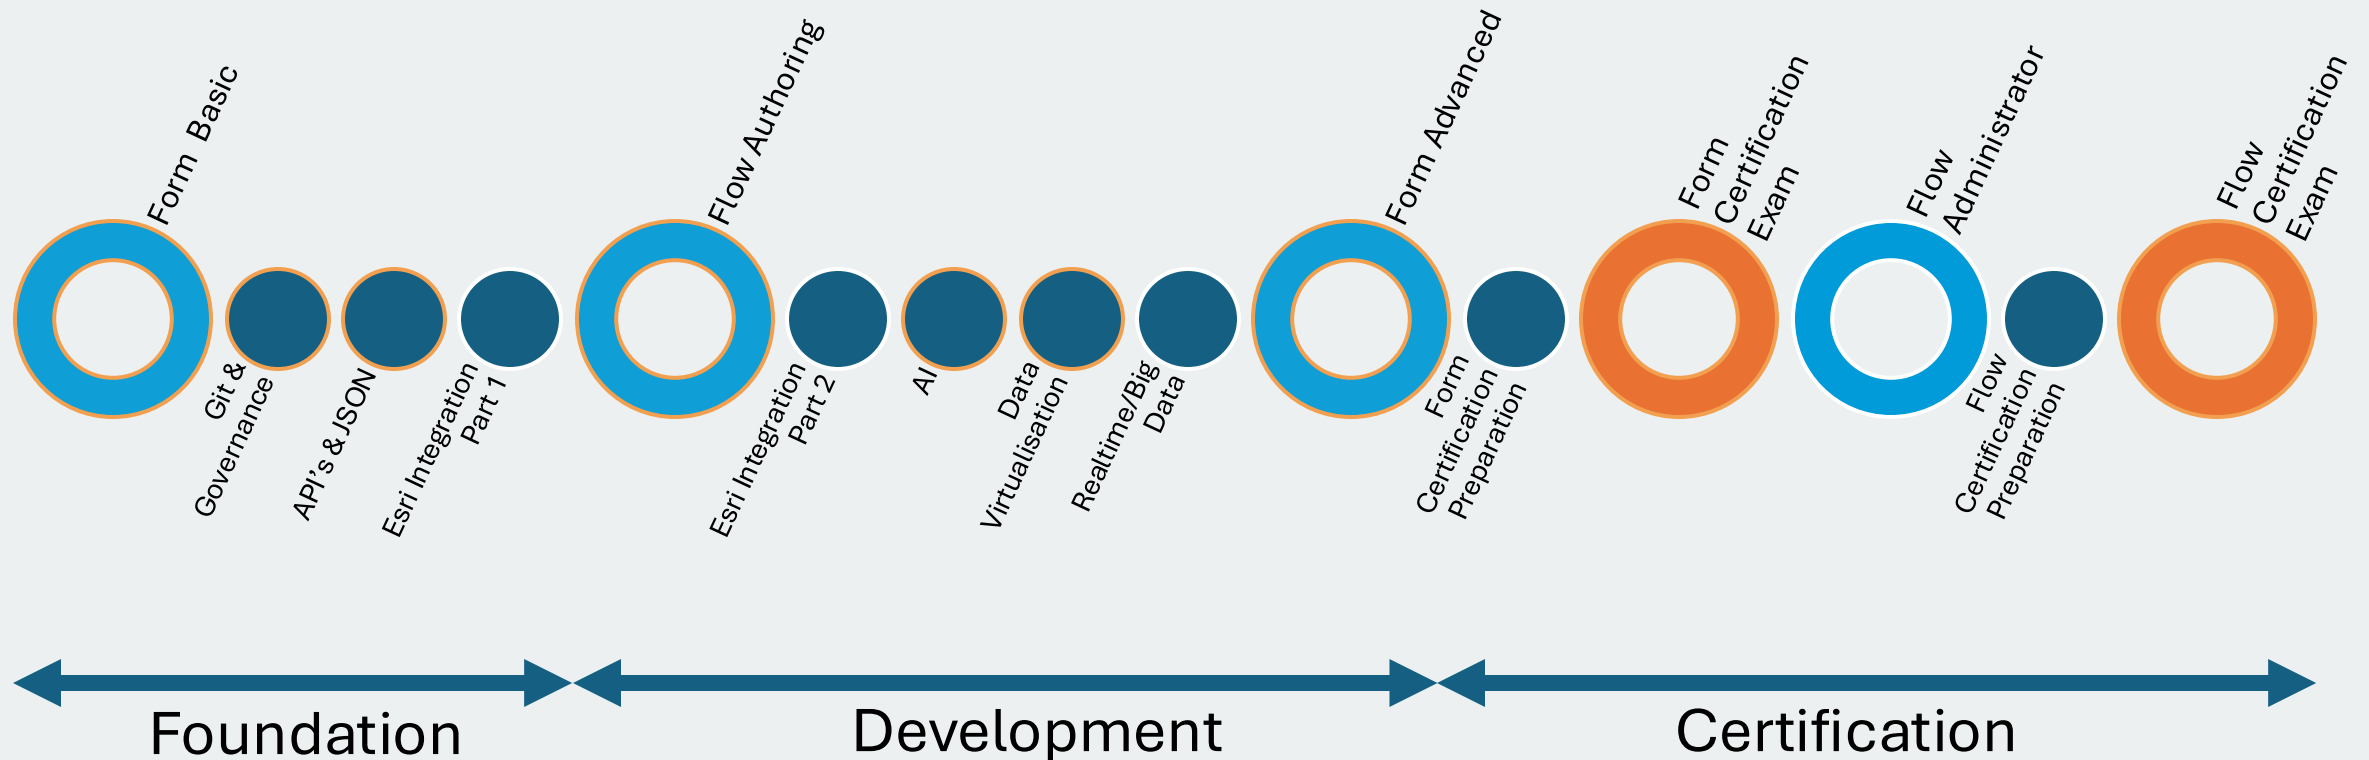 Form  Basic
Git &
Governance
API's & JSON
Esri Integration
Part 1
Flow Authoring
Esri Integration
Part 2
AI
Data
Virtualisation
Realtime/Big
Data
Form Advanced
Form
Certification
Preparation
Form
Certification
Exam
Flow
Administrator
Flow
Certification
Preparation
Flow
Certification
Exam
Foundation
Development
Certification